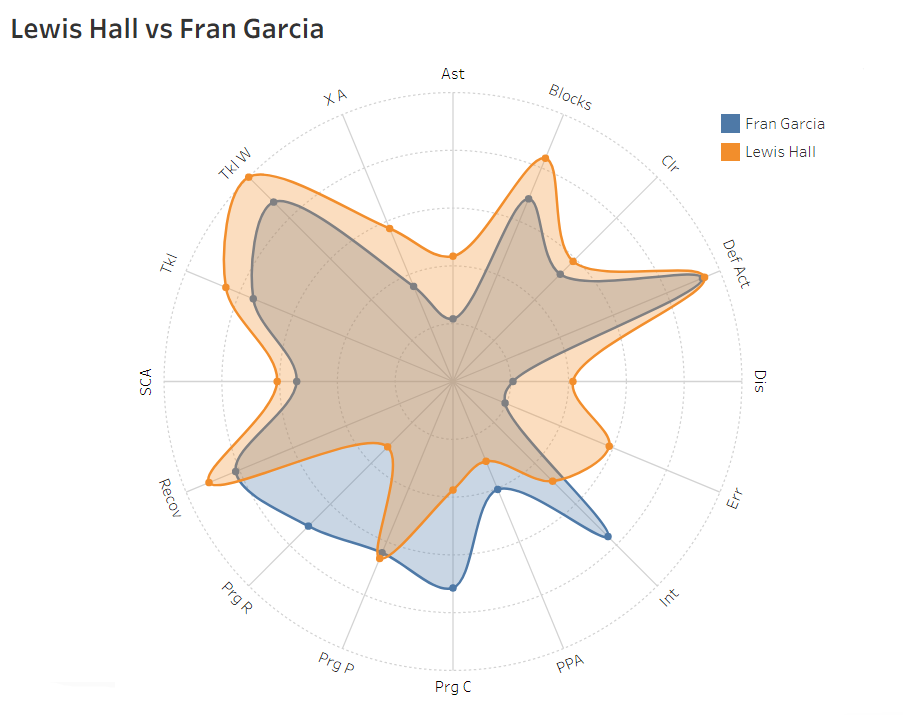 Lewis Hall vs Fran Garcia
Ast
Blocks
Clr
Def Act
Dis
Err
Int
PPA
Prg C
Prg P
Prg R
Recov
SCA
Tkl
Tkl W
X A
Fran Garcia
Lewis Hall